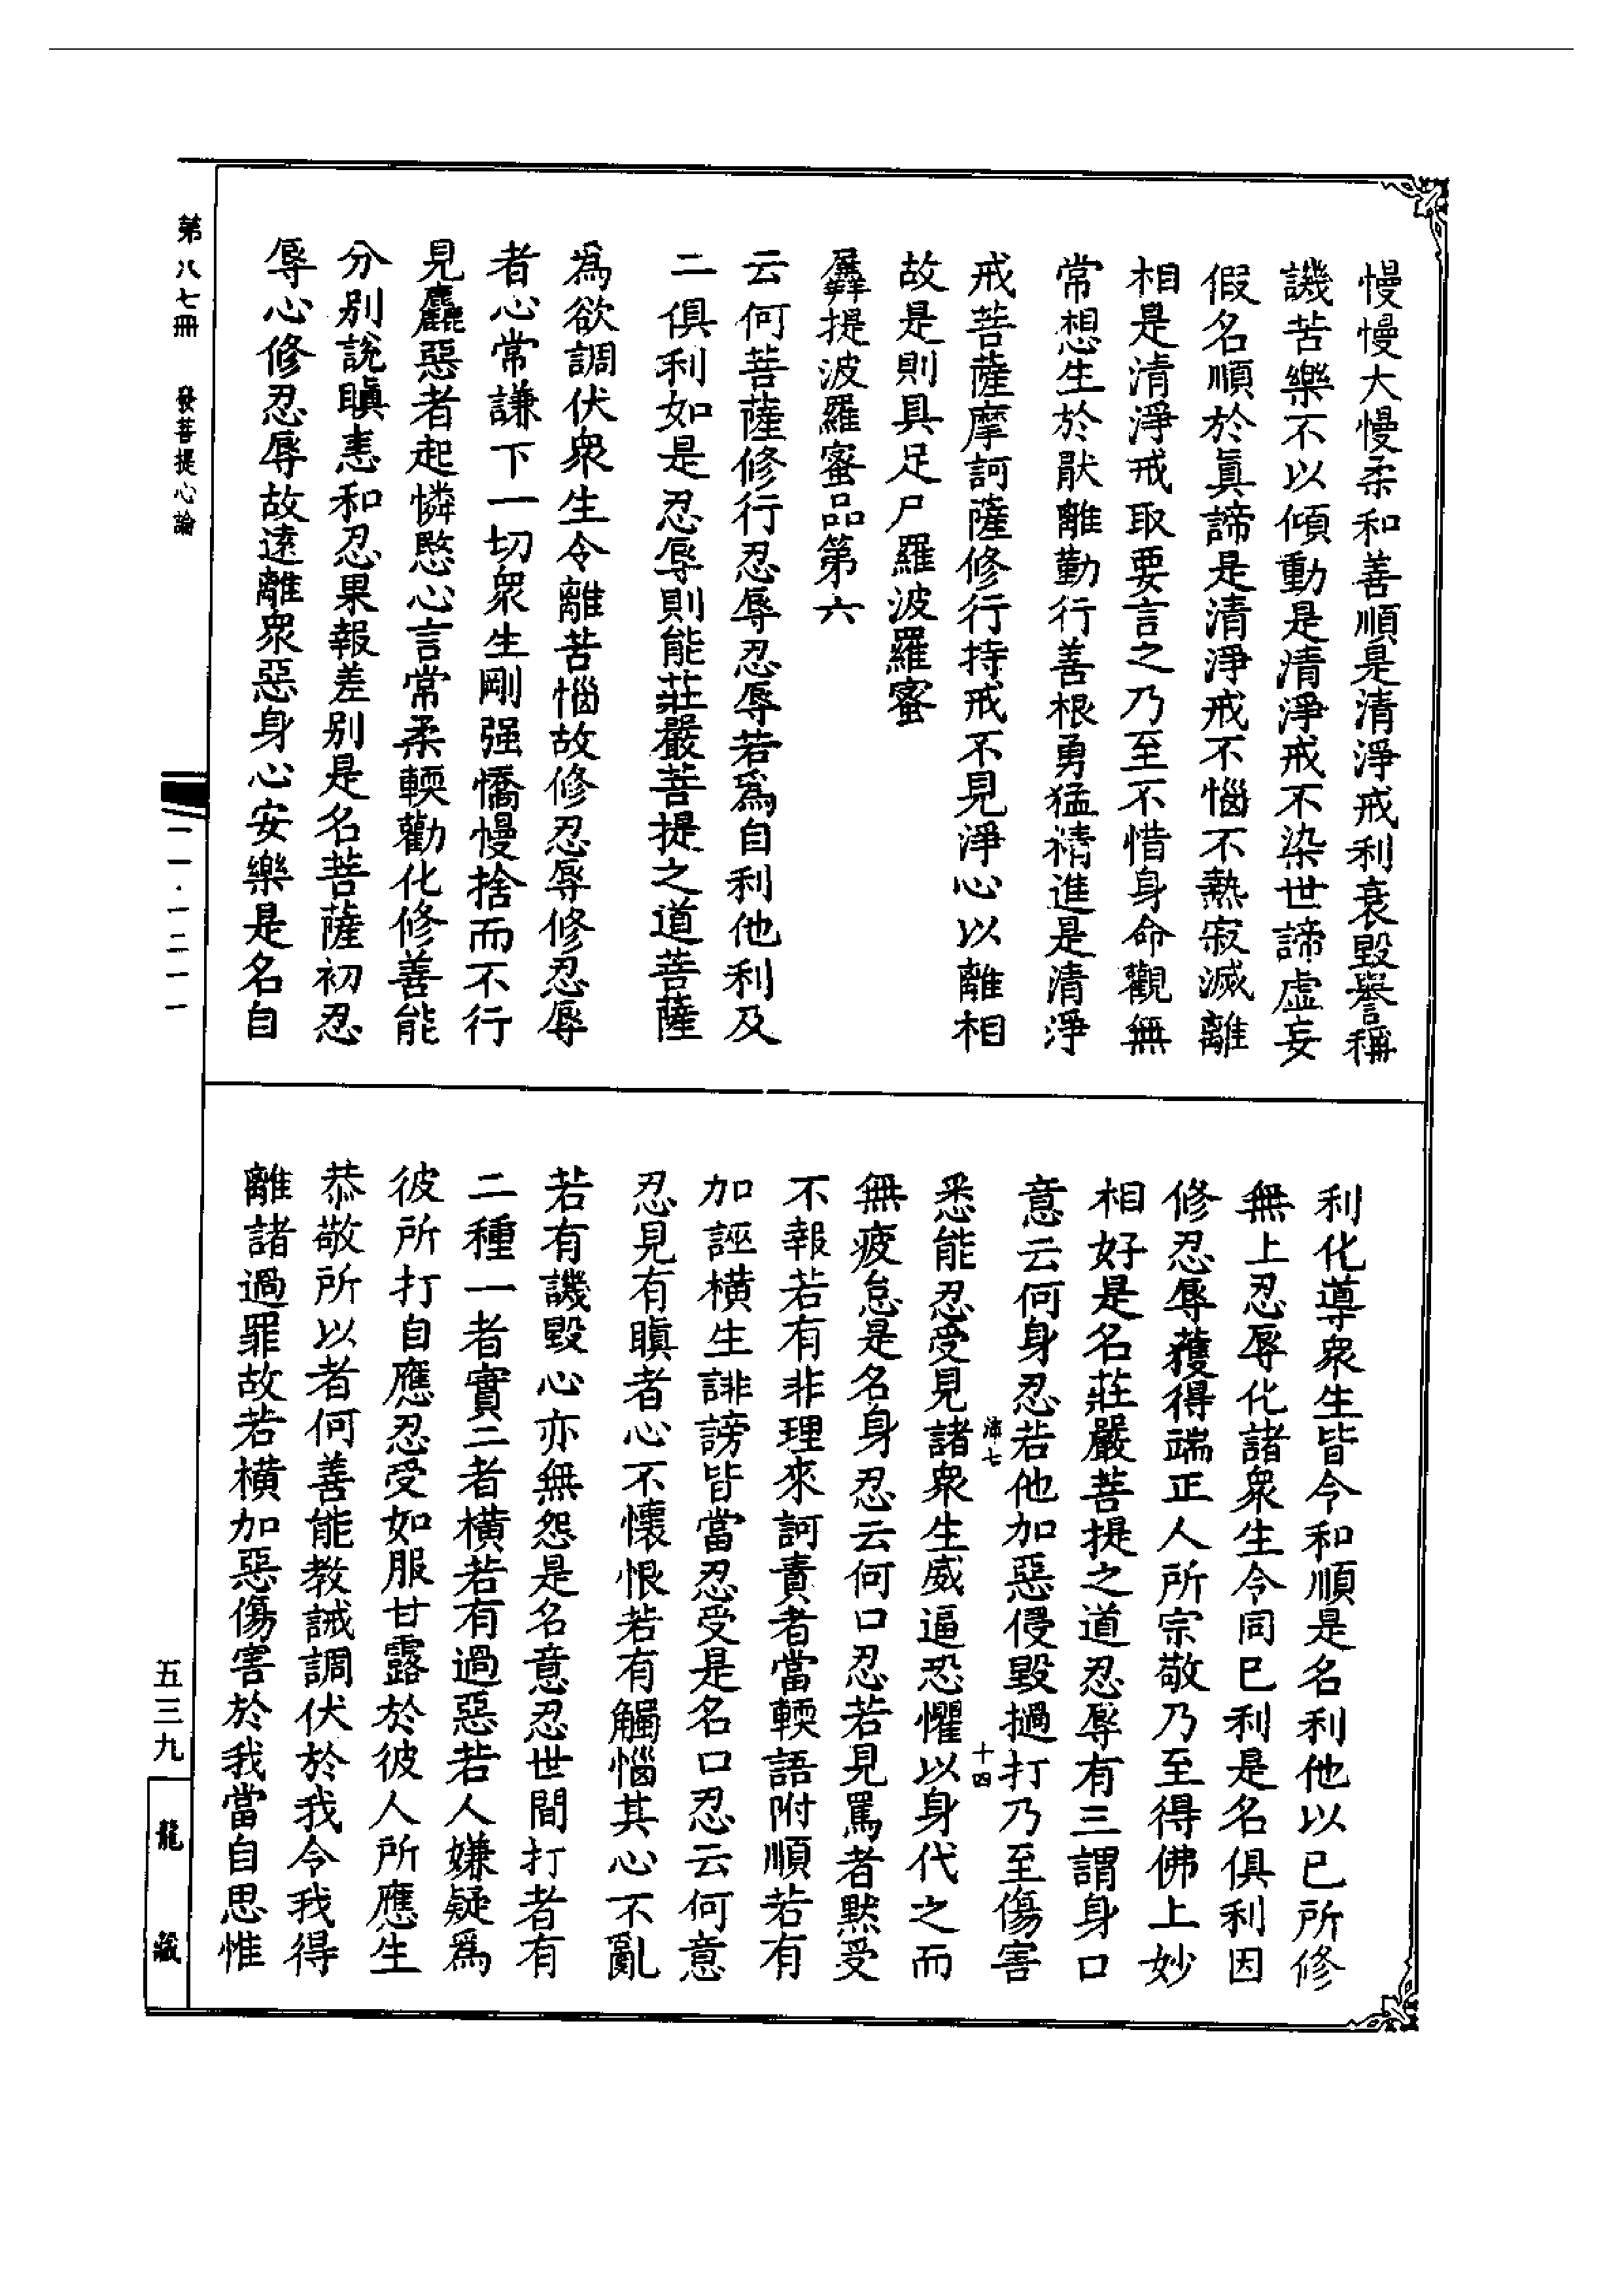 慢慢大慢柔和善順是清淨戒利衰毀譽稱
譏苦樂不以傾動是清淨戒不染世諦虛妄
假名順於眞諦是清淨戒不惱不熱寂滅離
相是清淨戒取要言之乃至不惜身命觀無
常想生於厭離勤行善根勇猛精進是清淨
戒菩薩摩訶薩修行持戒不見淨心以離相
故是則具足尸羅波羅蜜
羼提波羅蜜品第六
云何菩薩修行忍辱忍辱若爲自利他利及
二俱利如是忍辱則能莊嚴菩提之道菩薩
爲欲調伏衆生令離苦惱故修忍辱修忍辱
者心常謙下一切衆生剛强憍慢捨而不行
見麤惡者起憐愍心言常柔輭勸化修善能
分別說瞋恚和忍果報差別是名菩薩初忍
辱心修忍辱故遠離衆惡身心安樂是名自
利化導衆生皆令和順是名利他以已所修
無上忍辱化諸衆生令同已利是名俱利因
修忍辱獲得端正人所宗敬乃至得佛上妙
相好是名莊嚴菩提之道忍辱有三謂身口
意云何身忍若他加惡侵毀撾打乃至傷害
沛七 十四
悉能忍受見諸衆生威逼恐懼以身代之而
無疲怠是名身忍云何口忍若見罵者黙受
不報若有非理來訶責者當輭語附順若有
加誣橫生誹謗皆當忍受是名口忍云何意
忍見有瞋者心不懷恨若有觸惱其心不亂
若有譏毀心亦無怨是名意忍世間打者有
二種一者實二者橫若有過惡若人嫌疑爲
彼所打自應忍受如服甘露於彼人所應生
恭敬所以者何善能教誡調伏於我令我得
離諸過罪故若橫加惡傷害於我當自思惟
第八七冊 發菩提心論
一一·一二一一
五三九
龍藏